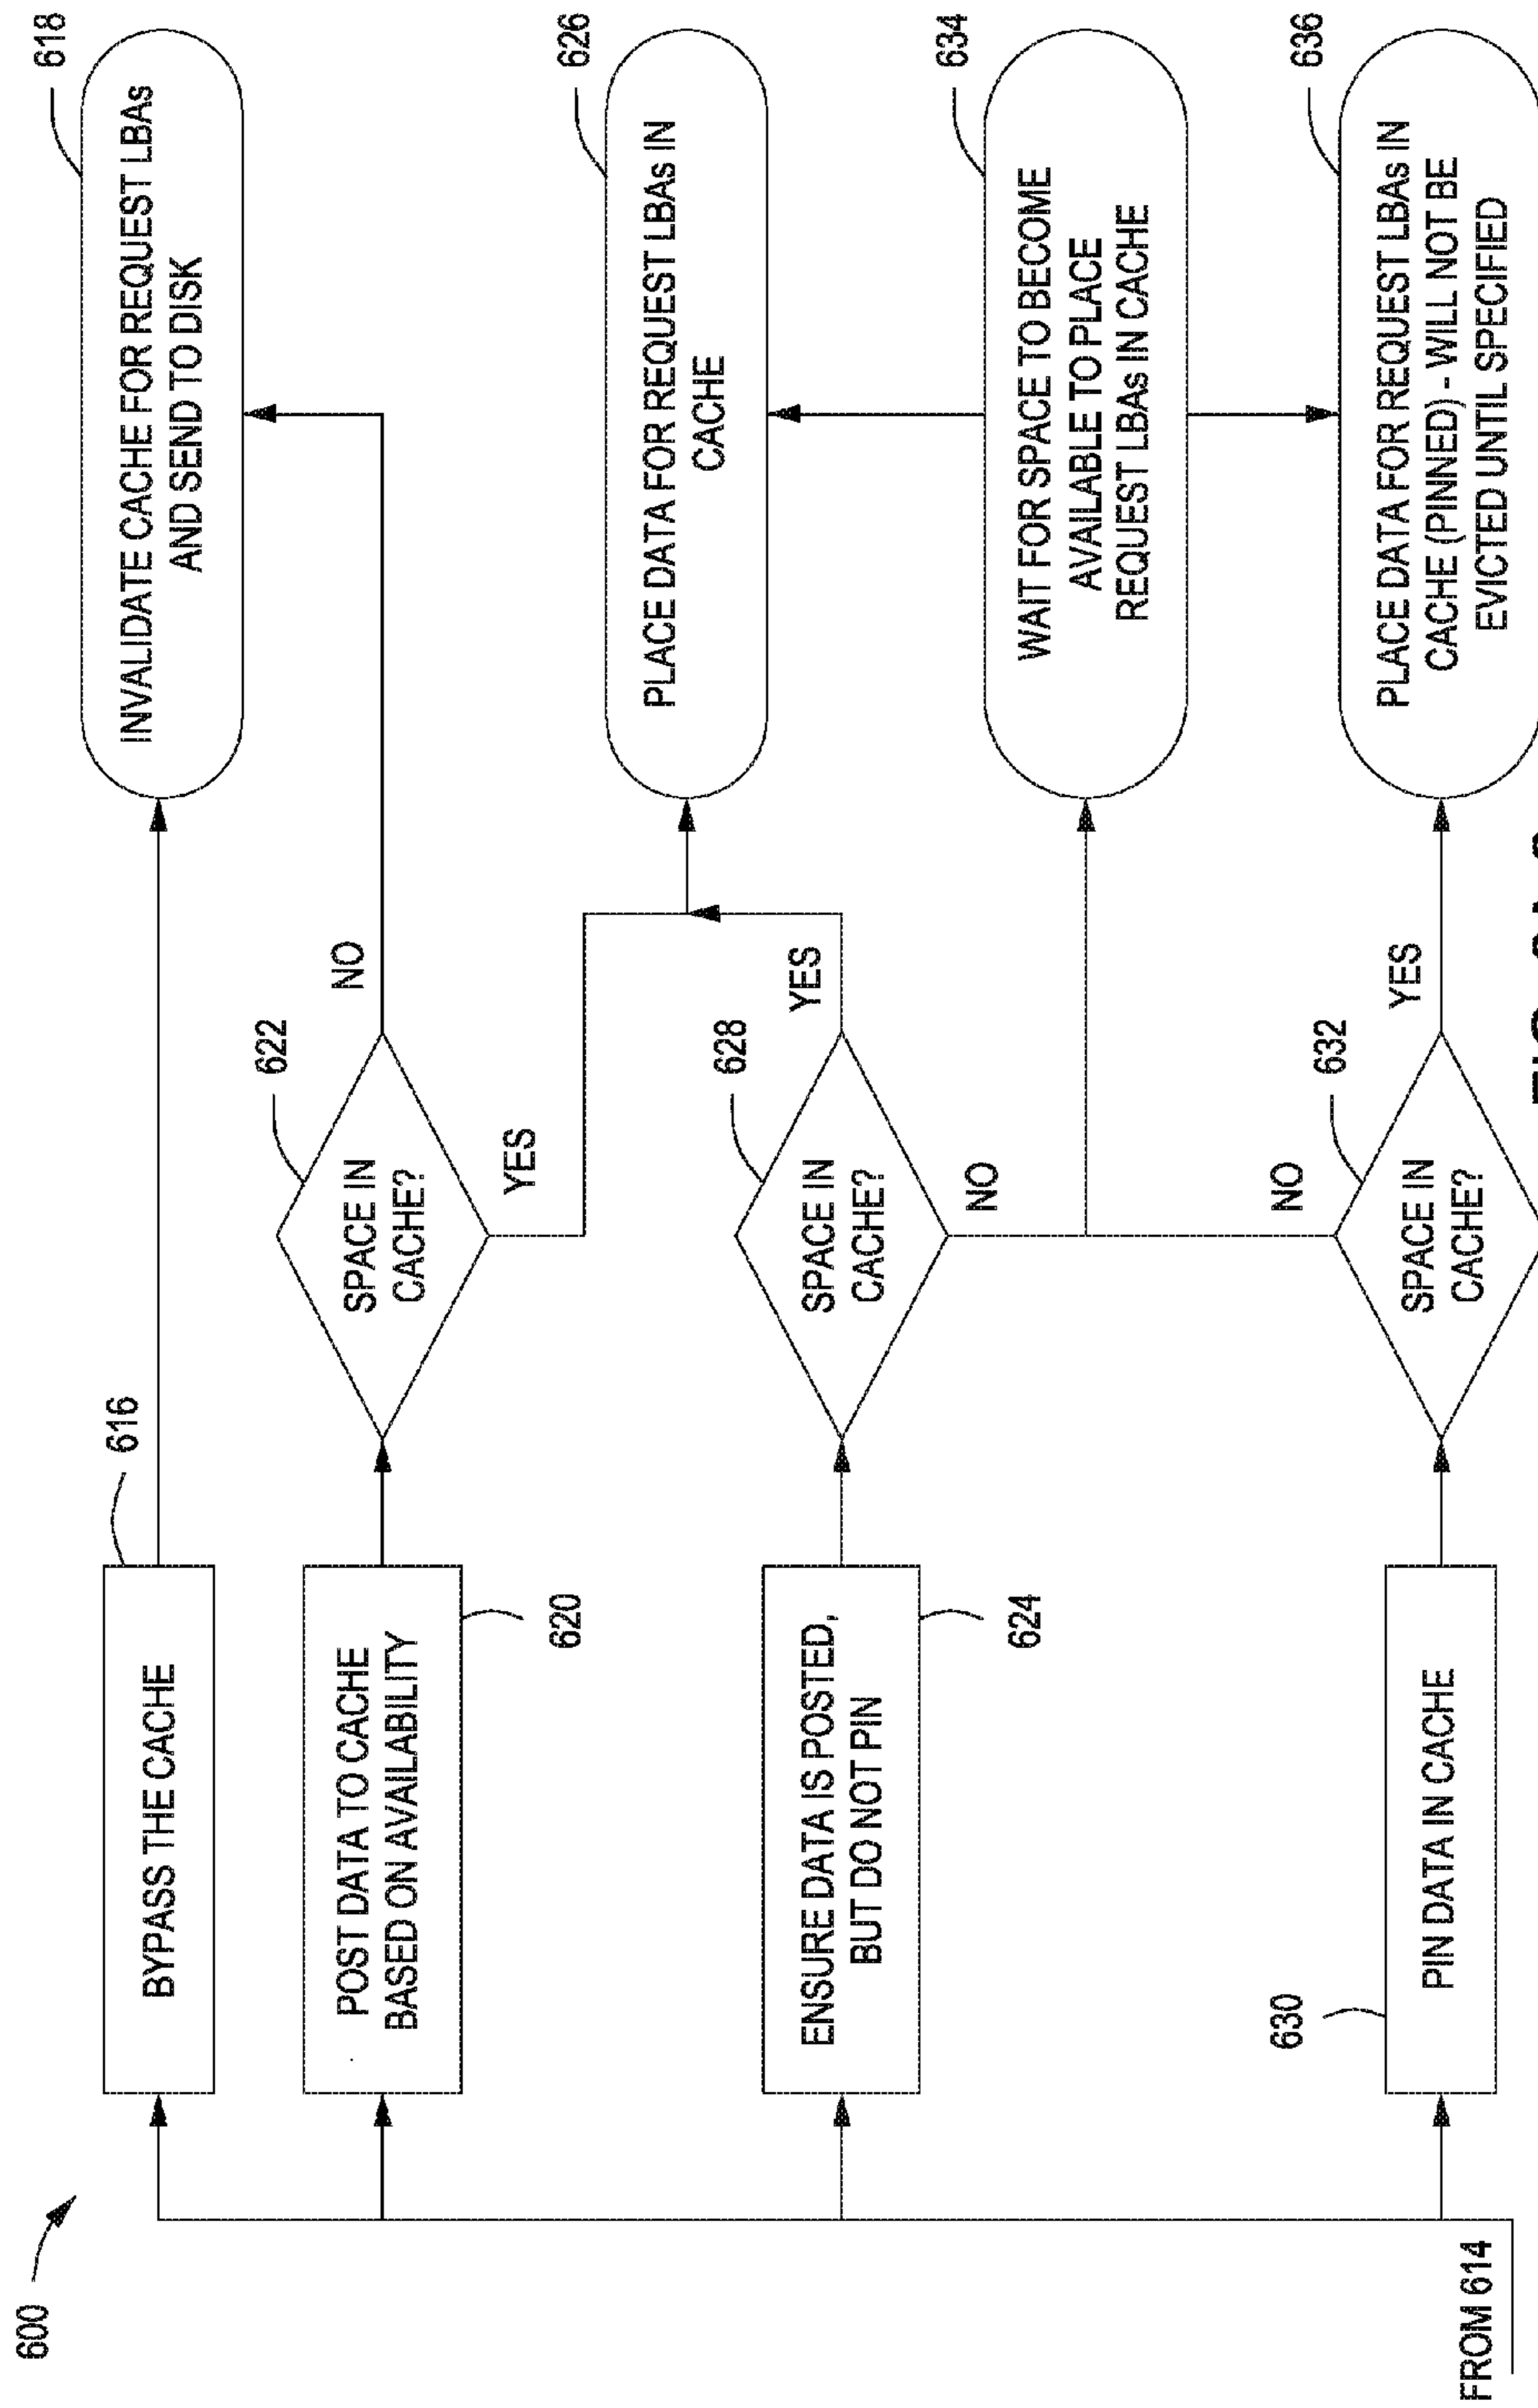 600
FROM 614
BYPASS THE CACHE
616
INVALIDATE CACHE FOR REQUEST LBAs
AND SEND TO DISK
618
POST DATA TO CACHE
BASED ON AVAILABILITY
620
SPACE IN
CACHE?
622
NO
YES
ENSURE DATA IS POSTED,
BUT DO NOT PIN
624
SPACE IN
CACHE?
628
YES
NO
PLACE DATA FOR REQUEST LBAs IN
CACHE
626
WAIT FOR SPACE TO BECOME
AVAILABLE TO PLACE
REQUEST LBAs IN CACHE
634
PIN DATA IN CACHE
630
SPACE IN
CACHE?
632
NO
YES
PLACE DATA FOR REQUEST LBAs IN
CACHE (PINNED) - WILL NOT BE
EVICTED UNTIL SPECIFIED
636